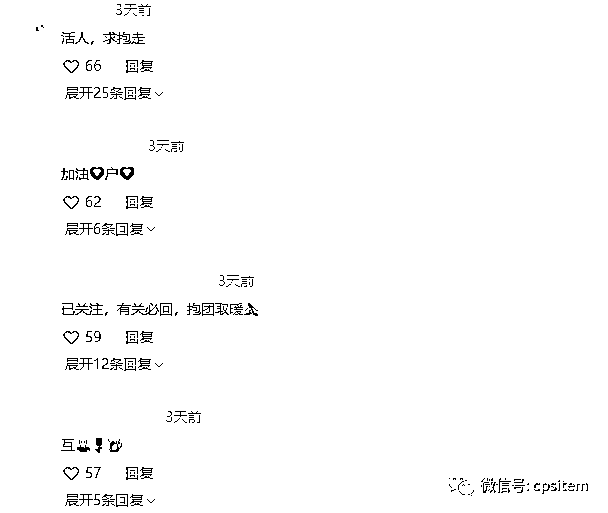 3天前
活人，求抱走
66 回复
展开25条回复
3天前
加浊户
62 回复
展开6条回复
3天前
已关注，有关必回，抱团取暖
59 回复
展开12条回复
3天前
互
57 回复
展开5条回复
微信号: cpsitem